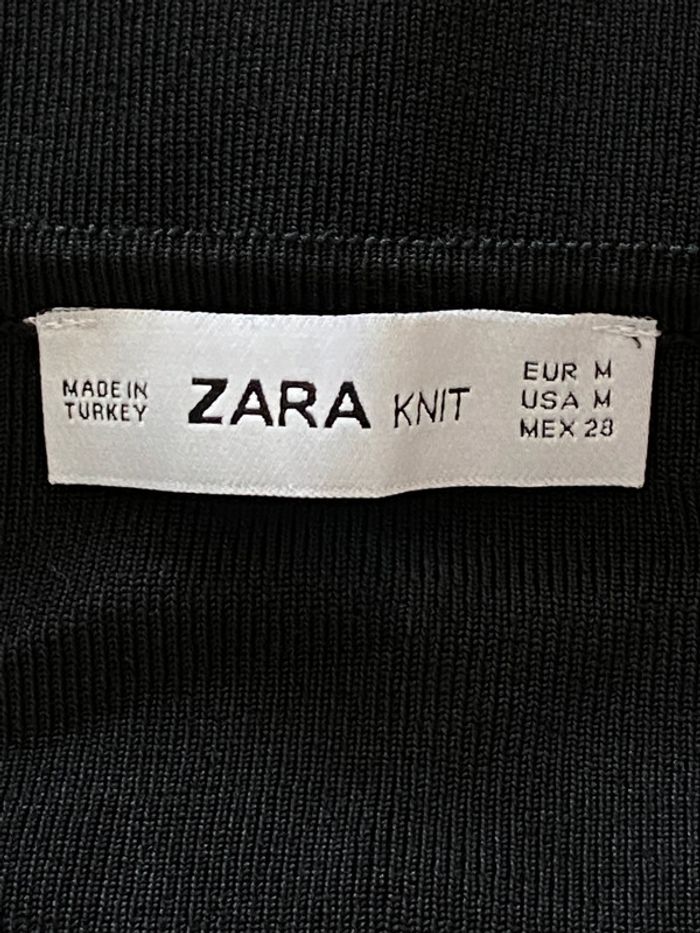 MADE IN
TURKEY
ZARA KNIT
EUR M
USA M
MEX 28